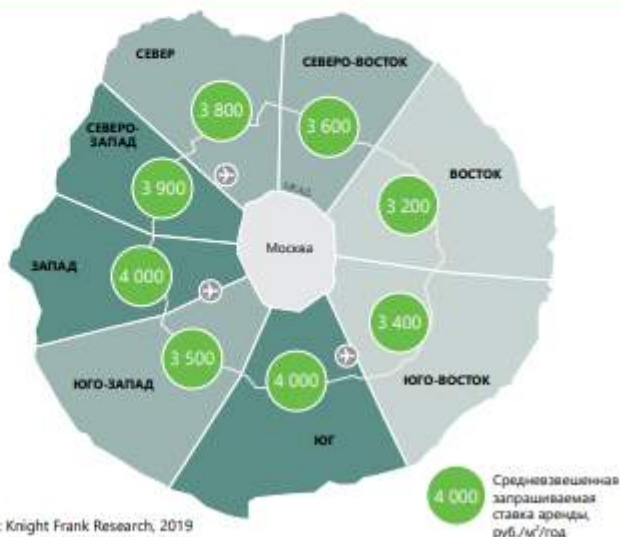 СЕВЕР
СЕВЕРО-ВОСТОК
3 800
3 600
СЕВЕРО-
ЗАПАД
3 900
МКАД
ВОСТОК
3 200
Москва
ЗАПАД
4 000
3 400
3 500
ЮГО-ЗАПАД
4 000
ЮГО-ВОСТОК
ЮГ
4 000
Средневзвешенная
запрашиваемая
ставка аренды,
руб./м²/год
: Knight Frank Research, 2019